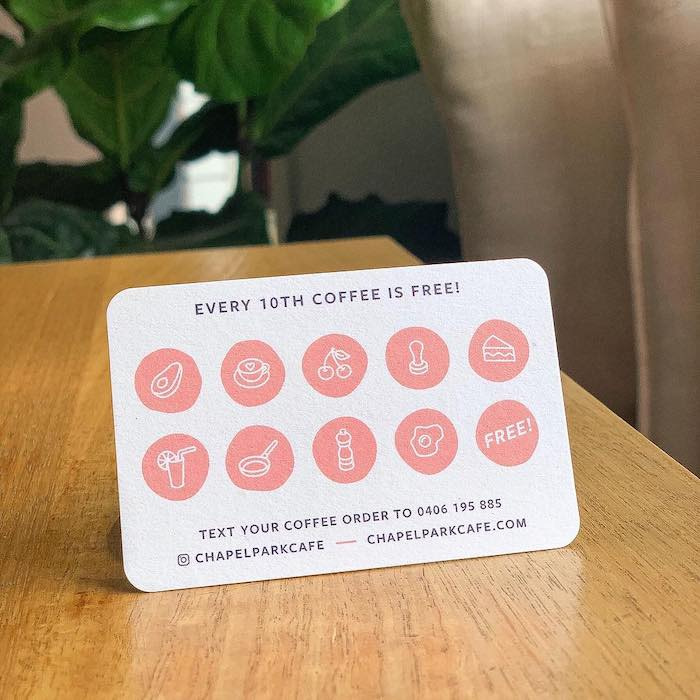 EVERY 10TH COFFEE IS FREE!
FREE!
TEXT YOUR COFFEE ORDER TO 0406 195 885
CHAPELPARKCAFE — CHAPELPARKCAFE.COM